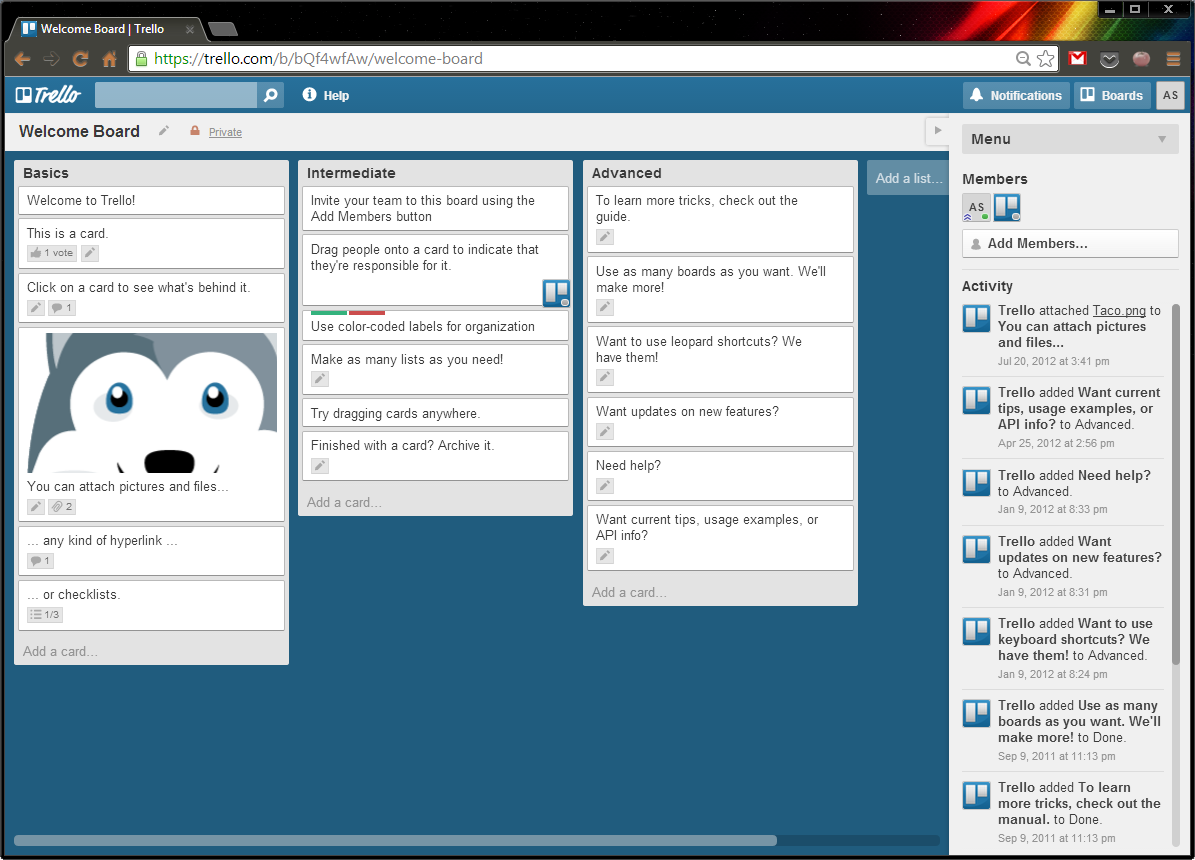 Welcome Board | Trello
https://trello.com/b/bQf4wfAw/welcome-board
Trello
Help
Notifications
Boards
AS
Welcome Board
Private
Basics
Welcome to Trello!
This is a card.
1 vote
Click on a card to see what's behind it.
1
You can attach pictures and files...
2
... any kind of hyperlink ...
1
... or checklists.
1/3
Add a card...
Intermediate
Invite your team to this board using the
Add Members button
Drag people onto a card to indicate that
they're responsible for it.
Use color-coded labels for organization
Make as many lists as you need!
Try dragging cards anywhere.
Finished with a card? Archive it.
Add a card...
Advanced
To learn more tricks, check out the
guide.
Use as many boards as you want. We'll
make more!
Want to use leopard shortcuts? We
have them!
Want updates on new features?
Need help?
Want current tips, usage examples, or
API info?
Add a card...
Add a list...
Menu
Members
AS
Add Members...
Activity
Trello attached Taco.png to
You can attach pictures
and files...
Jul 20, 2012 at 3:41 pm
Trello added Want current
tips, usage examples, or
API info? to Advanced.
Apr 25, 2012 at 2:56 pm
Trello added Need help?
to Advanced.
Jan 9, 2012 at 8:33 pm
Trello added Want
updates on new features?
to Advanced.
Jan 9, 2012 at 8:31 pm
Trello added Want to use
keyboard shortcuts? We
have them! to Advanced.
Jan 9, 2012 at 8:24 pm
Trello added Use as many
boards as you want. We'll
make more! to Done.
Sep 9, 2011 at 11:13 pm
Trello added To learn
more tricks, check out the
manual. to Done.
Sep 9, 2011 at 11:13 pm